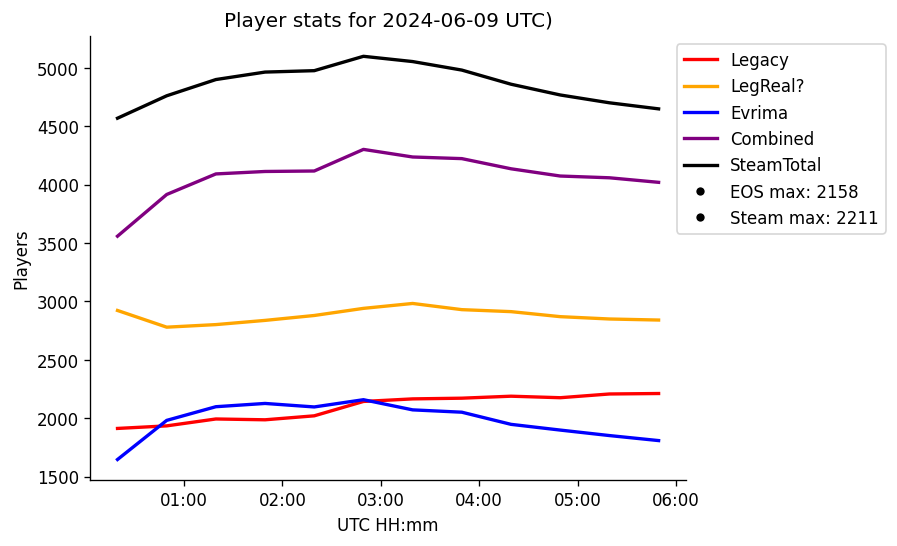 Player stats for 2024-06-09 UTC)
Legacy
LegReal?
Evrima
Combined
SteamTotal
EOS max: 2158
Steam max: 2211
Players
5000
4500
4000
3500
3000
2500
2000
1500
01:00
02:00
03:00
04:00
05:00
06:00
UTC HH:mm